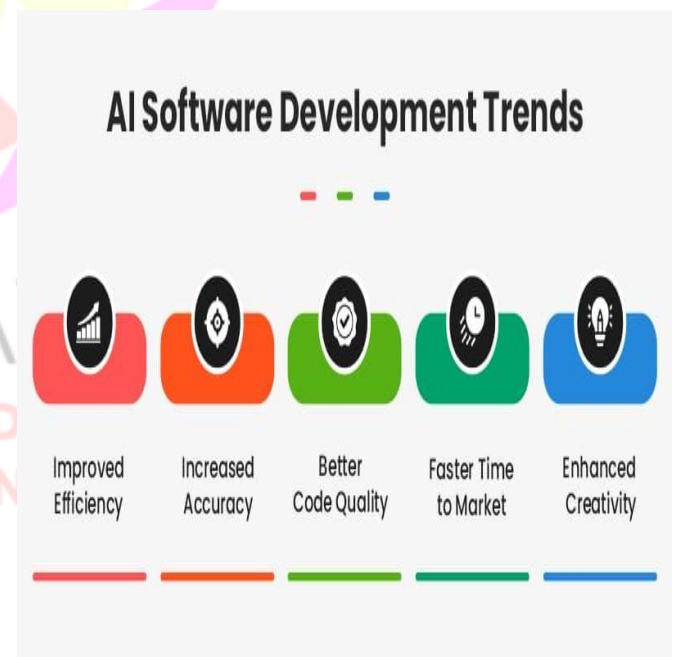 AI Software Development Trends
Improved
Efficiency
Increased
Accuracy
Better
Code Quality
Faster Time
to Market
Enhanced
Creativity